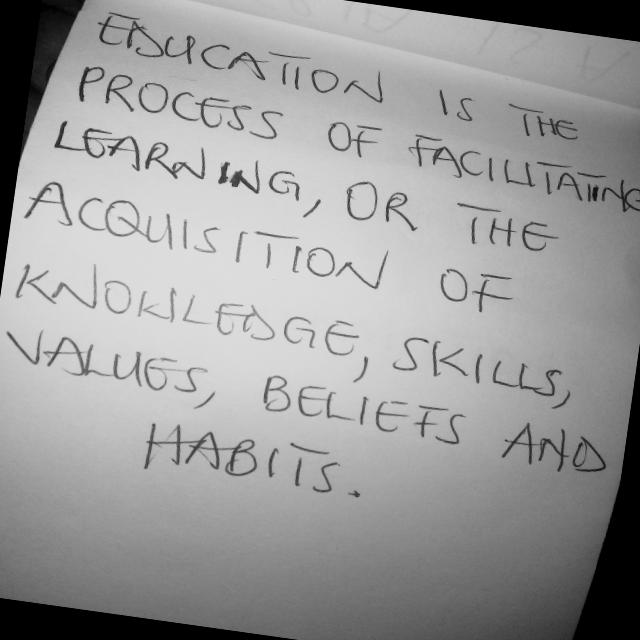 EDUCATION IS THE
PROCESS OF FACILITATING
LEARNING, OR THE
ACQUISITION OF
KNOWLEDGE, SKILLS,
VALUES, BELIEFS AND
HABITS.